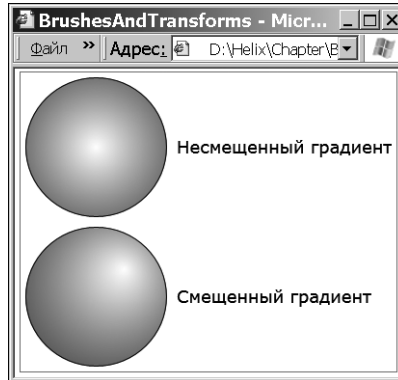 BrushesAndTransforms - Micr...
Файл » Адрес: D:\Helix\Chapter\B
Несмещенный градиент
Смещенный градиент